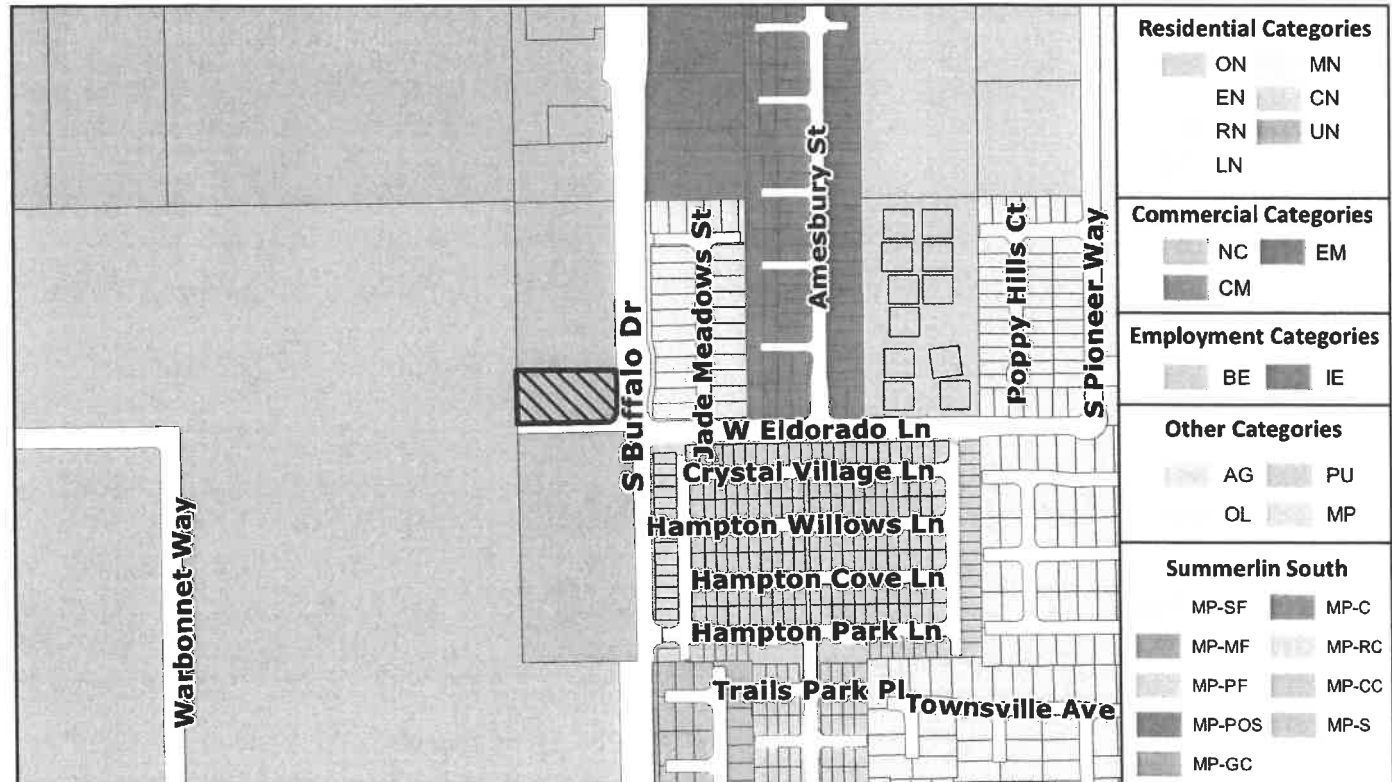 Amesbury St
Jade Meadows St
Poppy Hills Ct
S Pioneer Way
S Buffalo Dr
W Eldorado Ln
Crystal Village Ln
Hampton Willows Ln
Hampton Cove Ln
Hampton Park Ln
Trails Park Pl
Townsville Ave
Warbonnet Way
Residential Categories
ON MN
EN CN
RN UN
LN
Commercial Categories
NC EM
CM
Employment Categories
BE IE
Other Categories
AG PU
OL MP
Summerlin South
MP-SF MP-C
MP-MF MP-RC
MP-PF MP-CC
MP-POS MP-S
MP-GC